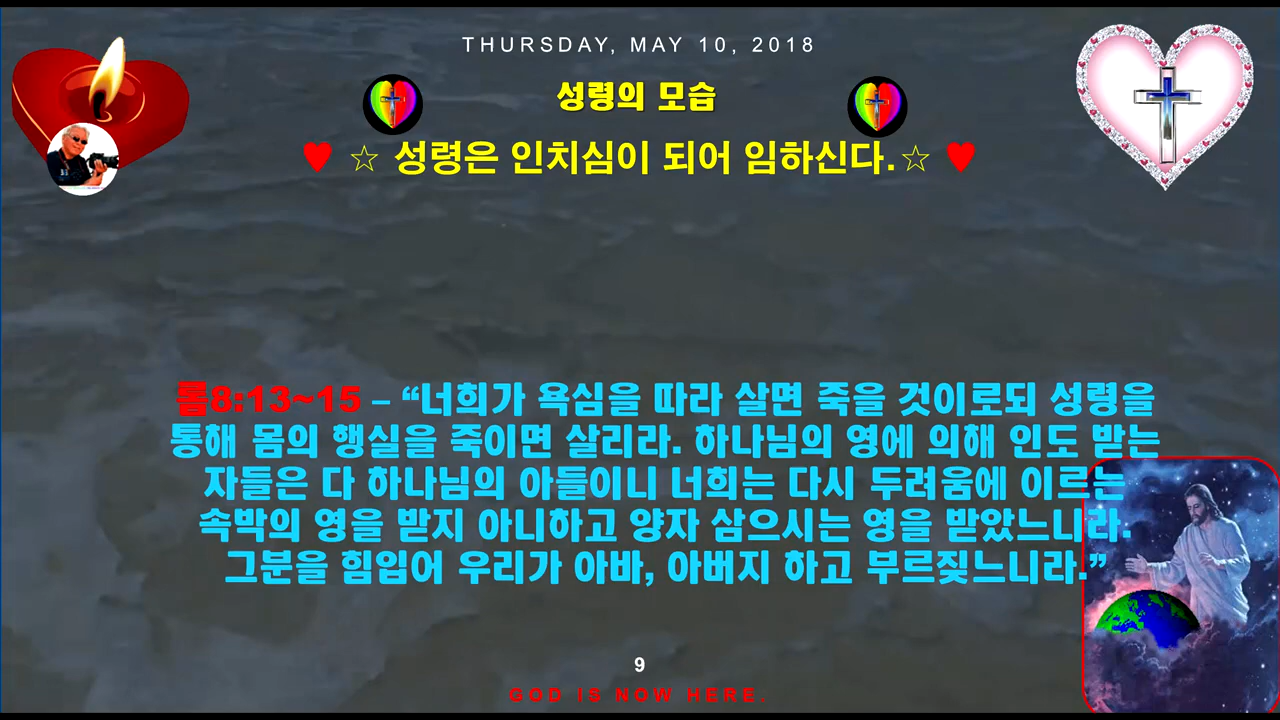 THURSDAY, MAY 10, 2018
성령의 모습
♥ ☆ 성령은 인치심이 되어 임하신다.☆ ♥
롬8:13~15 – “너희가 욕심을 따라 살면 죽을 것이로되 성령을
통해 몸의 행실을 죽이면 살리라. 하나님의 영에 의해 인도 받는
자들은 다 하나님의 아들이니 너희는 다시 두려움에 이르는
속박의 영을 받지 아니하고 양자 삼으시는 영을 받았느니라.
그분을 힘입어 우리가 아바, 아버지 하고 부르짖느니라.”
9
GOD IS NOW HERE.